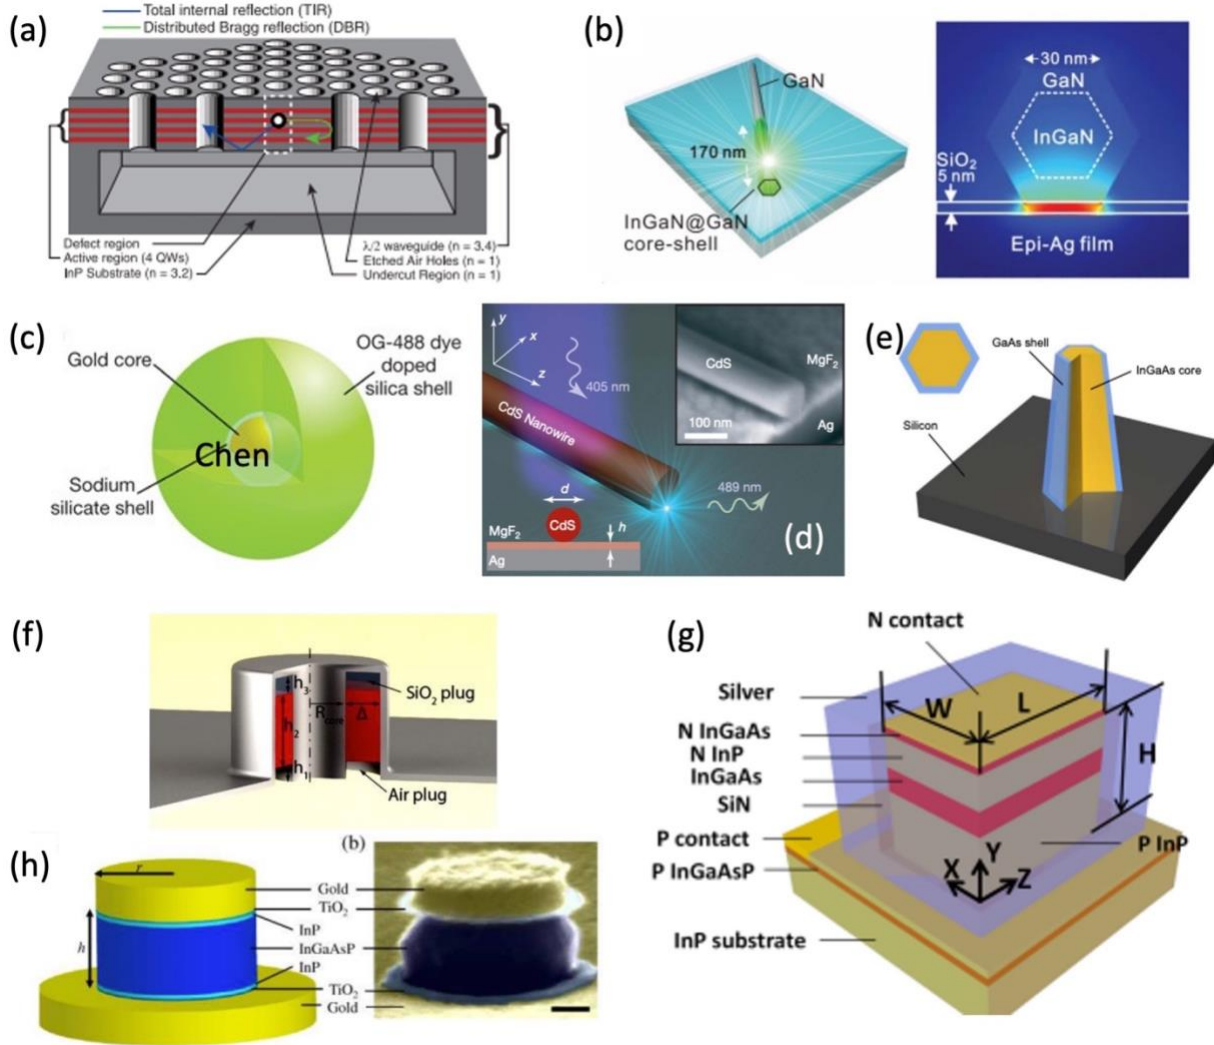 (a)
Total internal reflection (TIR)
Distributed Bragg reflection (DBR)
Defect region
Active region (4 QWs)
InP Substrate (n = 3,2)
λ/2 waveguide (n = 3,4)
Etched Air Holes (n = 1)
Undercut Region (n = 1)
(b)
GaN
170 nm
InGaN@GaN
core-shell
30 nm
GaN
InGaN
SiO2
5 nm
Epi-Ag film
(c)
Gold core
OG-488 dye
doped
silica shell
Chen
Sodium
silicate shell
y
x
z
405 nm
CdS Nanowire
CdS
MgF2
Ag
100 nm
489 nm
d
CdS
h
MgF2
Ag
(d)
(e)
GaAs shell
InGaAs core
Silicon
(f)
h3
h2
h1
Rcore
Δ
SiO2 plug
Air plug
(g)
N contact
Silver
W
L
H
N InGaAs
N InP
InGaAs
SiN
P contact
P InGaAsP
P InP
X
Y
Z
InP substrate
(h)
(b)
r
h
Gold
TiO2
InP
InGaAsP
InP
TiO2
Gold